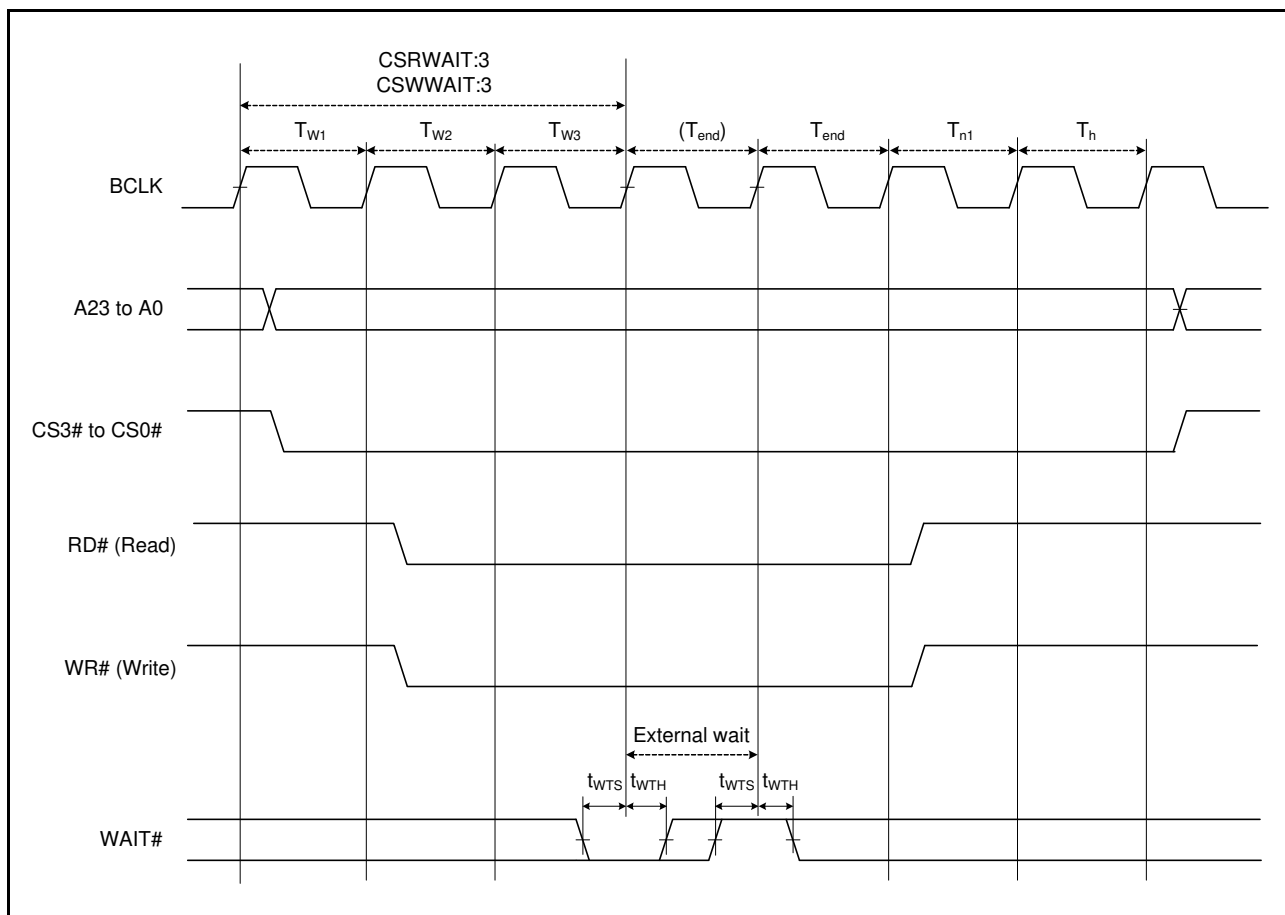 CSRWAIT:3
CSWWAIT:3
TW1 TW2 TW3 (Tend) Tend Tn1 Th
BCLK
A23 to A0
CS3# to CS0#
RD# (Read)
WR# (Write)
External wait
tWTS tWTH tWTS tWTH
WAIT#